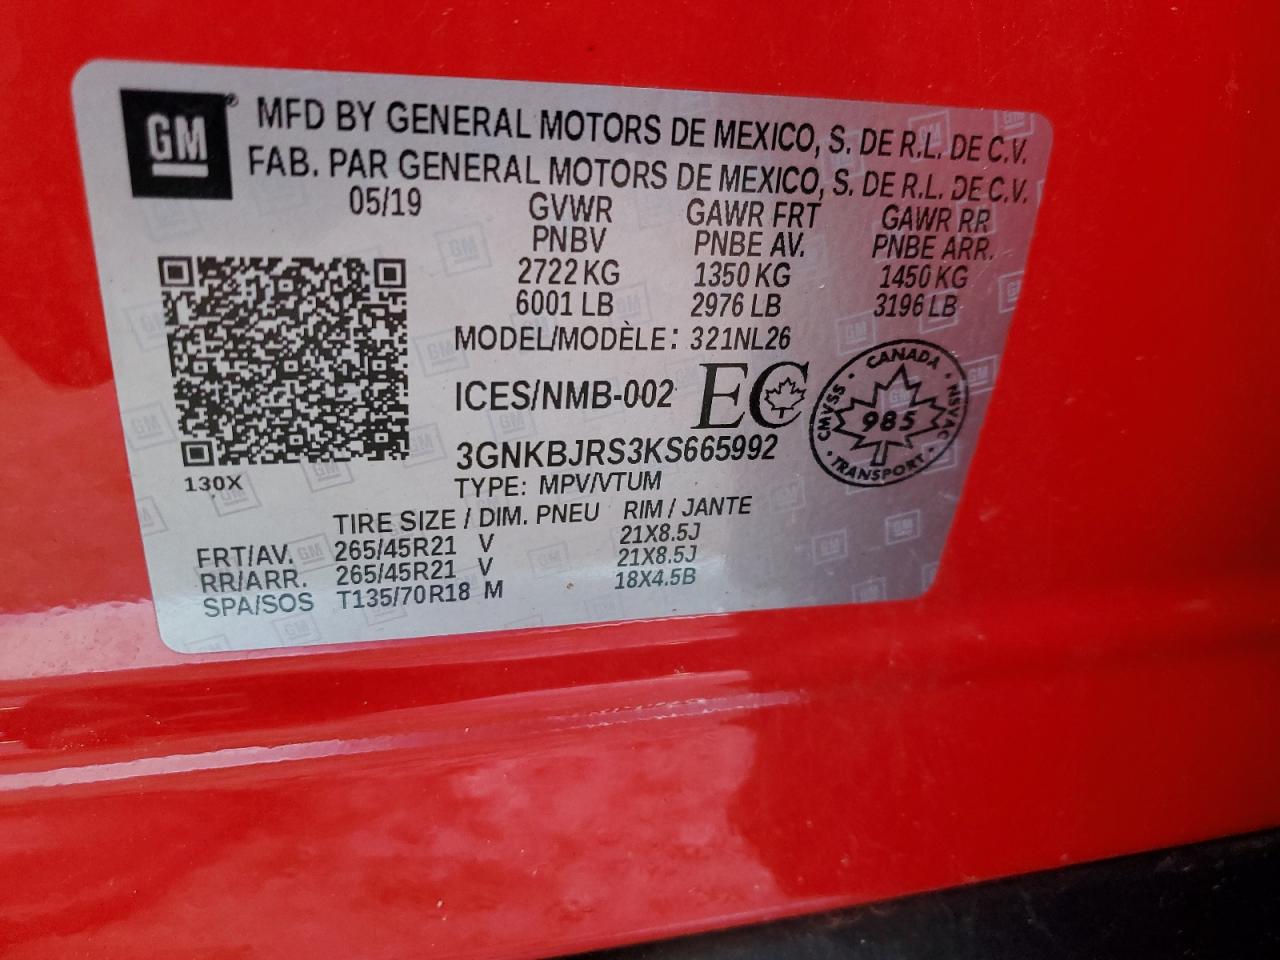 GM ® MFD BY GENERAL MOTORS DE MEXICO, S. DE R.L. DE C.V.
FAB. PAR GENERAL MOTORS DE MEXICO, S. DE R.L. DE C.V.
05/19 GVWR GAWR FRT GAWR RR
PNBV PNBE AV. PNBE ARR.
2722 KG 1350 KG 1450 KG
6001 LB 2976 LB 3196 LB
MODEL/MODÈLE: 321NL26
ICES/NMB-002 EC
CANADA
CMVSS 985 NSVAC
TRANSPORT
3GNKBJRS3KS665992
130X
TYPE: MPV/VTUM
TIRE SIZE / DIM. PNEU RIM / JANTE
FRT/AV. 265/45R21 V 21X8.5J
RR/ARR. 265/45R21 V 21X8.5J
SPA/SOS T135/70R18 M 18X4.5B